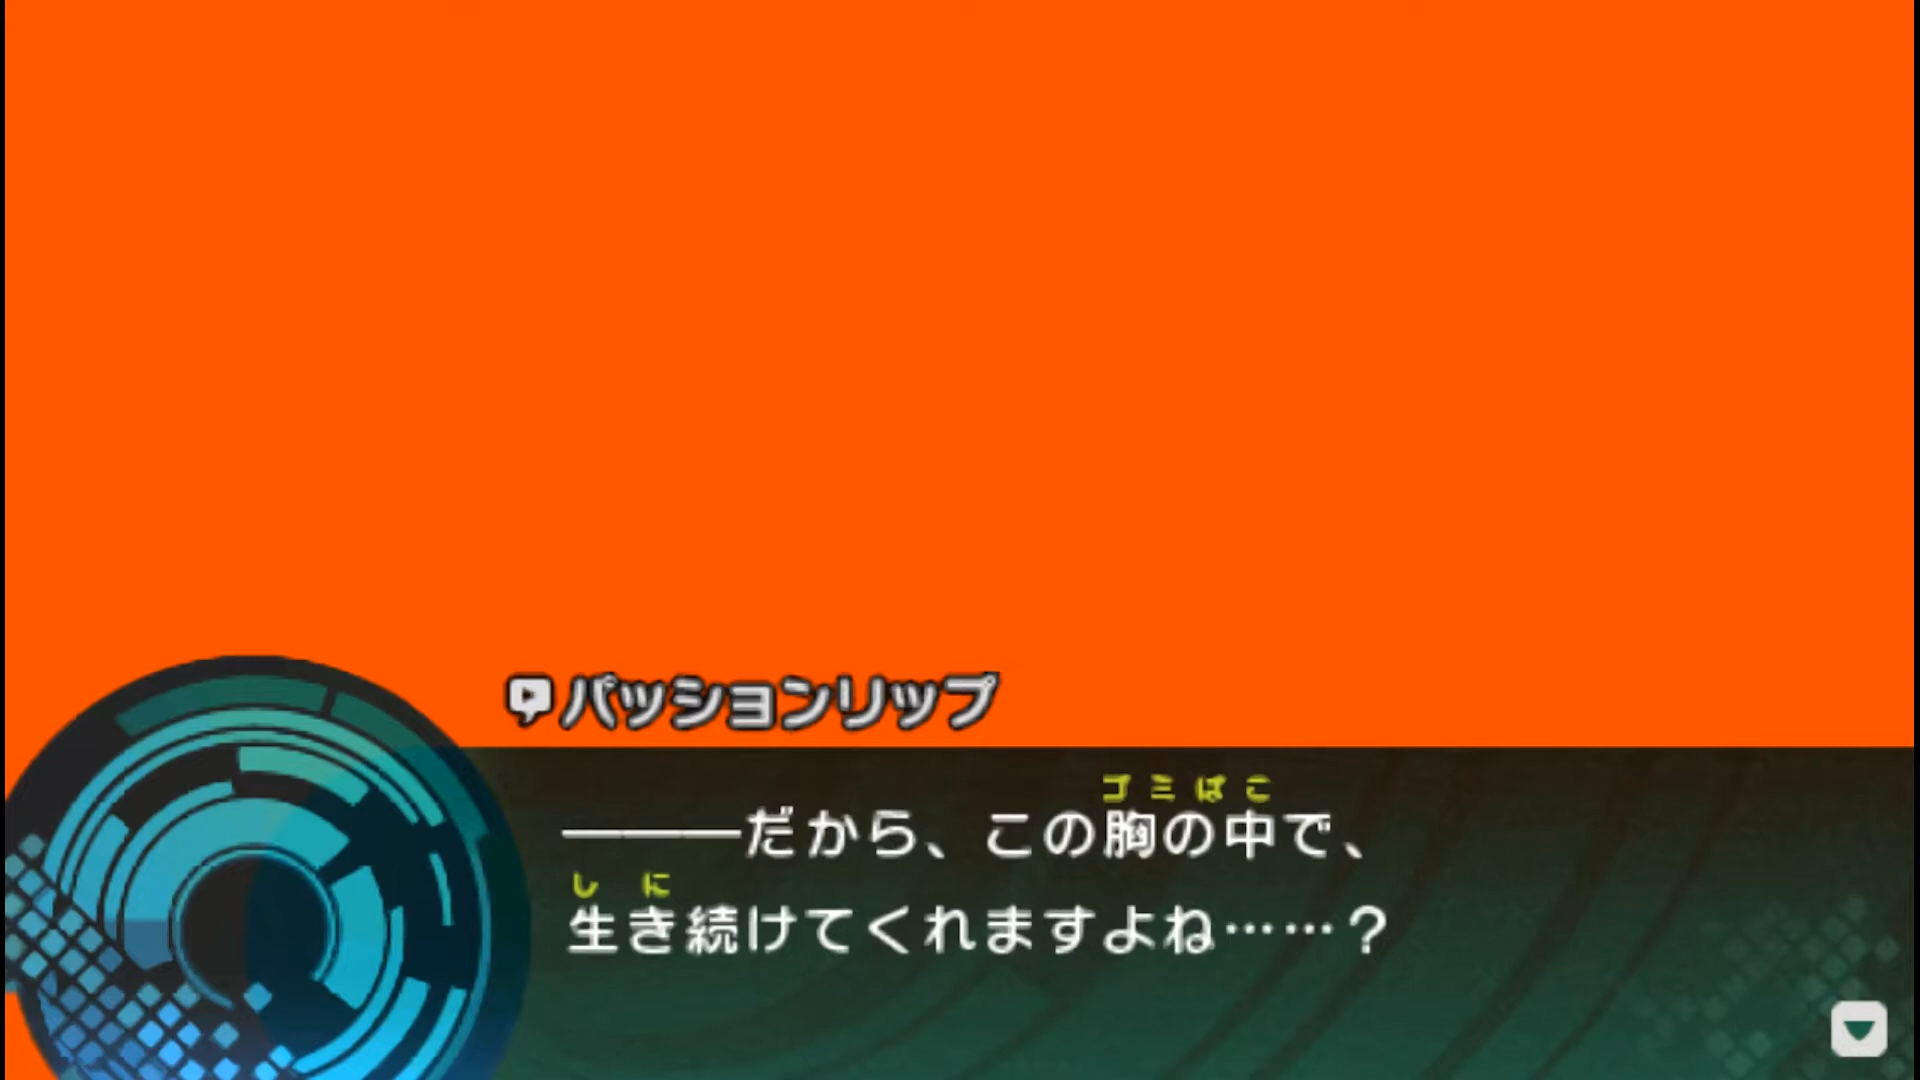 パッションリップ
ゴミばこ
―――だから、この胸の中で、
しに
生き続けてくれますよね……？